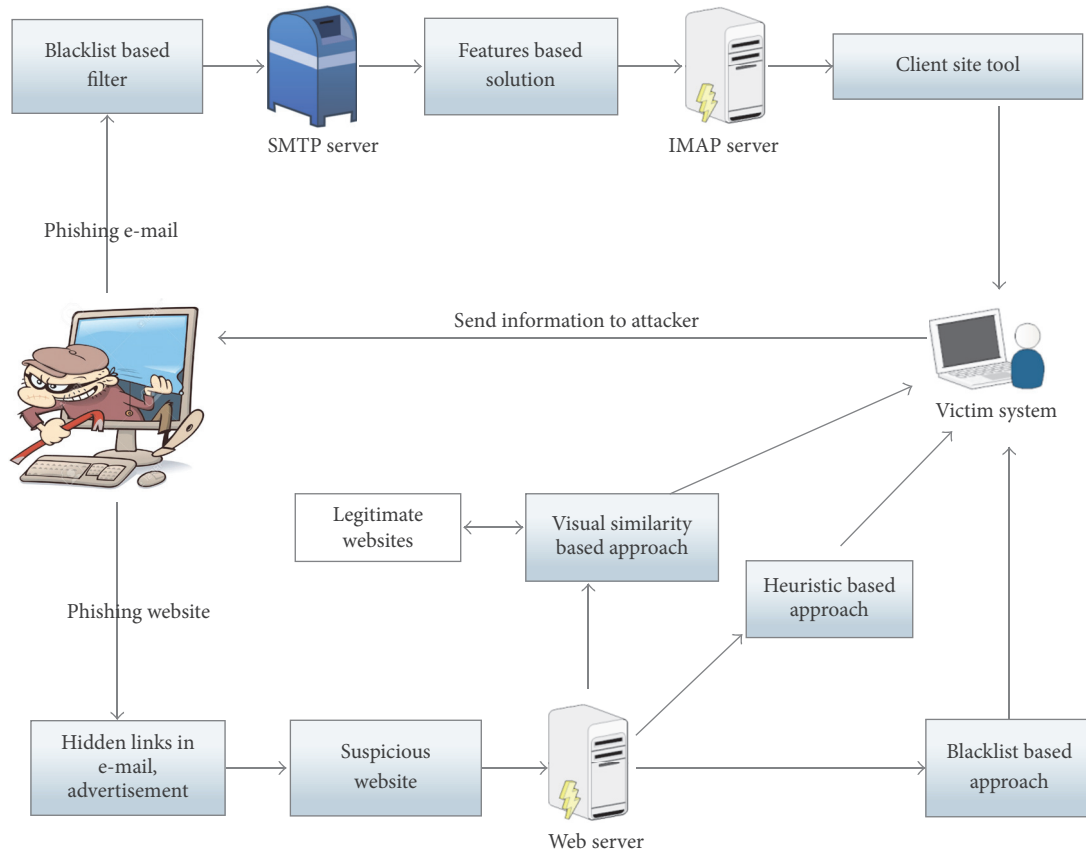 Blacklist based
filter
SMTP server
Features based
solution
IMAP server
Client site tool
Phishing e-mail
Send information to attacker
Victim system
Legitimate
websites
Visual similarity
based approach
Heuristic based
approach
Phishing website
Hidden links in
e-mail,
advertisement
Suspicious
website
Web server
Blacklist based
approach